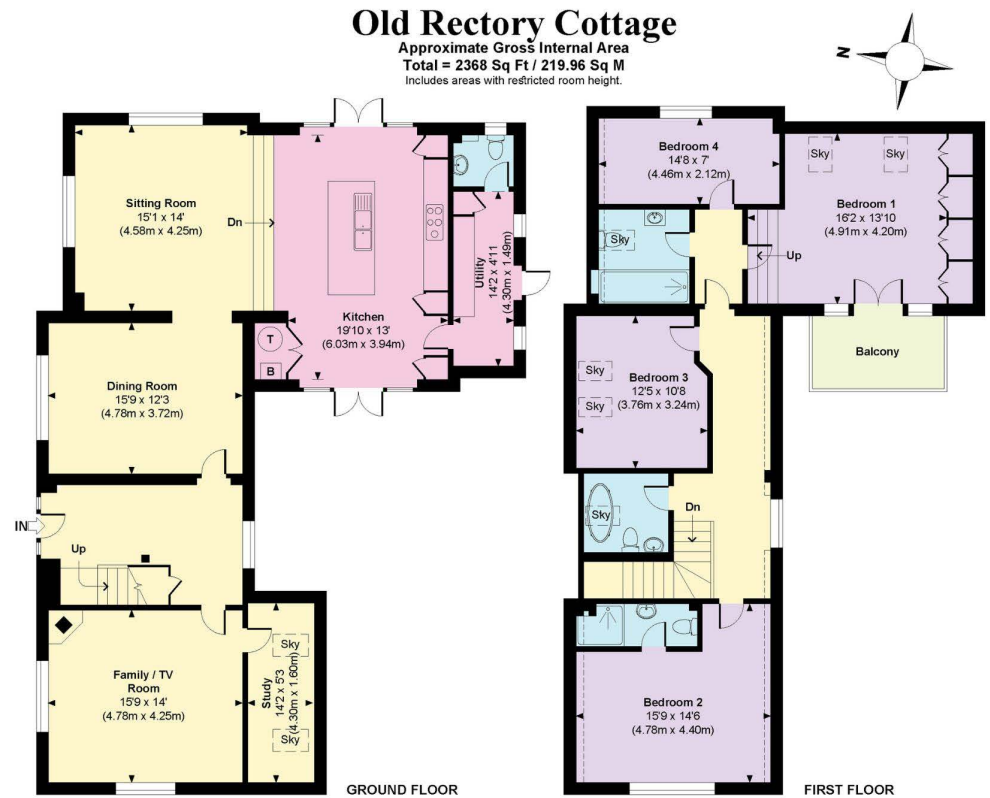 Old Rectory Cottage
Approximate Gross Internal Area
Total = 2368 Sq Ft / 219.96 Sq M
Includes areas with restricted room height.
N
Sitting Room
15'1 x 14'
(4.58m x 4.25m)
Dn
Kitchen
19'10 x 13'
(6.03m x 3.94m)
T
B
Utility
14'2 x 4'11
(4.30m x 1.49m)
Dining Room
15'9 x 12'3
(4.78m x 3.72m)
IN
Up
Family / TV
Room
15'9 x 14'
(4.78m x 4.25m)
Study
14'2 x 5'3
(4.30m x 1.60m)
Sky
Sky
GROUND FLOOR
Bedroom 4
14'8 x 7'
(4.46m x 2.12m)
Sky
Sky
Bedroom 1
16'2 x 13'10
(4.91m x 4.20m)
Sky
Up
Balcony
Bedroom 3
12'5 x 10'8
(3.76m x 3.24m)
Sky
Sky
Sky
Dn
Bedroom 2
15'9 x 14'6
(4.78m x 4.40m)
FIRST FLOOR